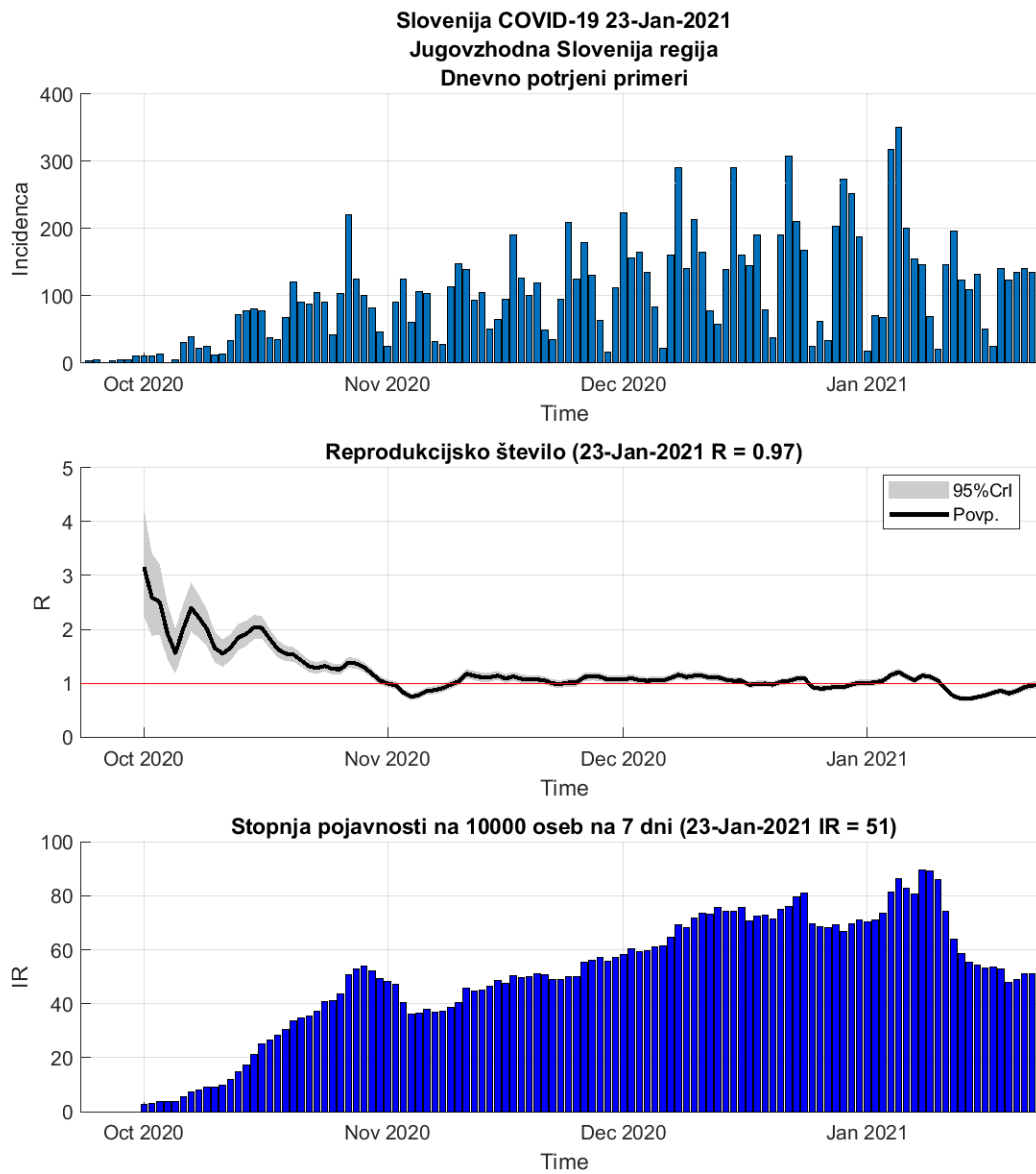 Slovenija COVID-19 23-Jan-2021
Jugovzhodna Slovenija regija
Dnevno potrjeni primeri
400
300
200
100
0
Incidenca
Oct 2020 Nov 2020 Dec 2020 Jan 2021
Time
Reprodukcijsko število (23-Jan-2021 R = 0.97)
5
4
3
2
1
0
R
95%CrI
Povp.
Oct 2020 Nov 2020 Dec 2020 Jan 2021
Time
Stopnja pojavnosti na 10000 oseb na 7 dni (23-Jan-2021 IR = 51)
100
80
60
40
20
0
IR
Oct 2020 Nov 2020 Dec 2020 Jan 2021
Time